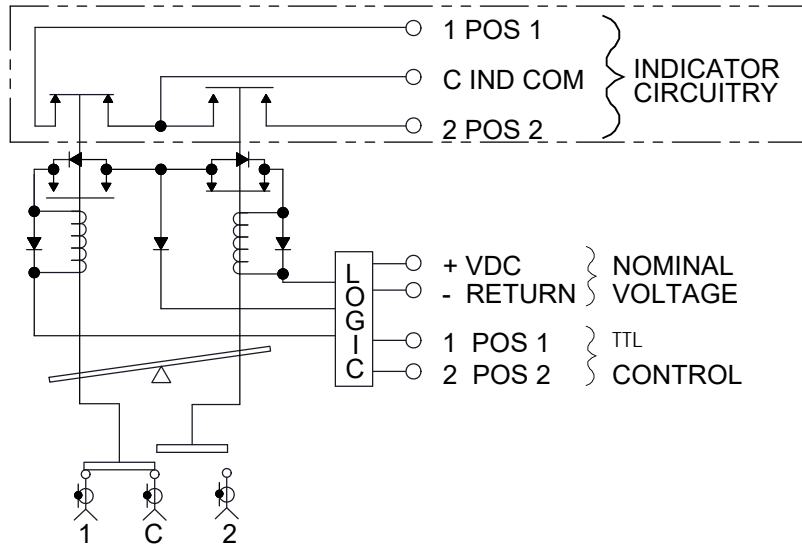 1 POS 1
C IND COM
2 POS 2
INDICATOR
CIRCUITRY
LOGIC
+ VDC
- RETURN
NOMINAL
VOLTAGE
1 POS 1
2 POS 2
TTL
CONTROL
1 C 2